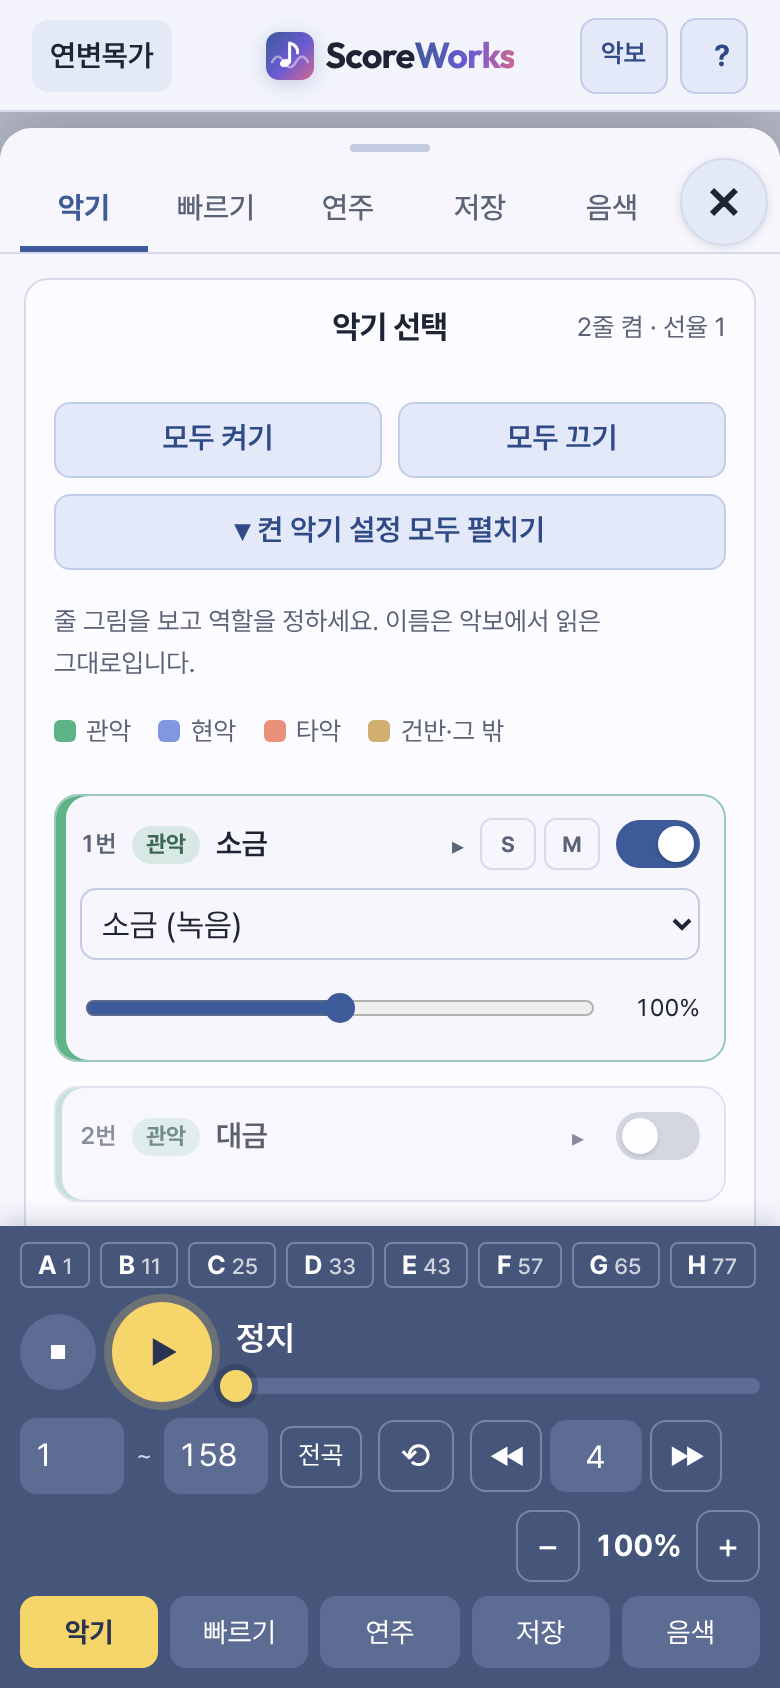 연변목가
ScoreWorks
악보
?
악기
빠르기
연주
저장
음색
✕
악기 선택
2줄 켬 · 선율 1
모두 켜기
모두 끄기
▼ 켠 악기 설정 모두 펼치기
줄 그림을 보고 역할을 정하세요. 이름은 악보에서 읽은
그대로입니다.
관악
현악
타악
건반·그 밖
1번 관악 소금 ▸ S M
소금 (녹음)
100%
2번 관악 대금 ▸
A 1
B 11
C 25
D 33
E 43
F 57
G 65
H 77
정지
1 ~ 158
전곡
4
− 100% +
악기
빠르기
연주
저장
음색